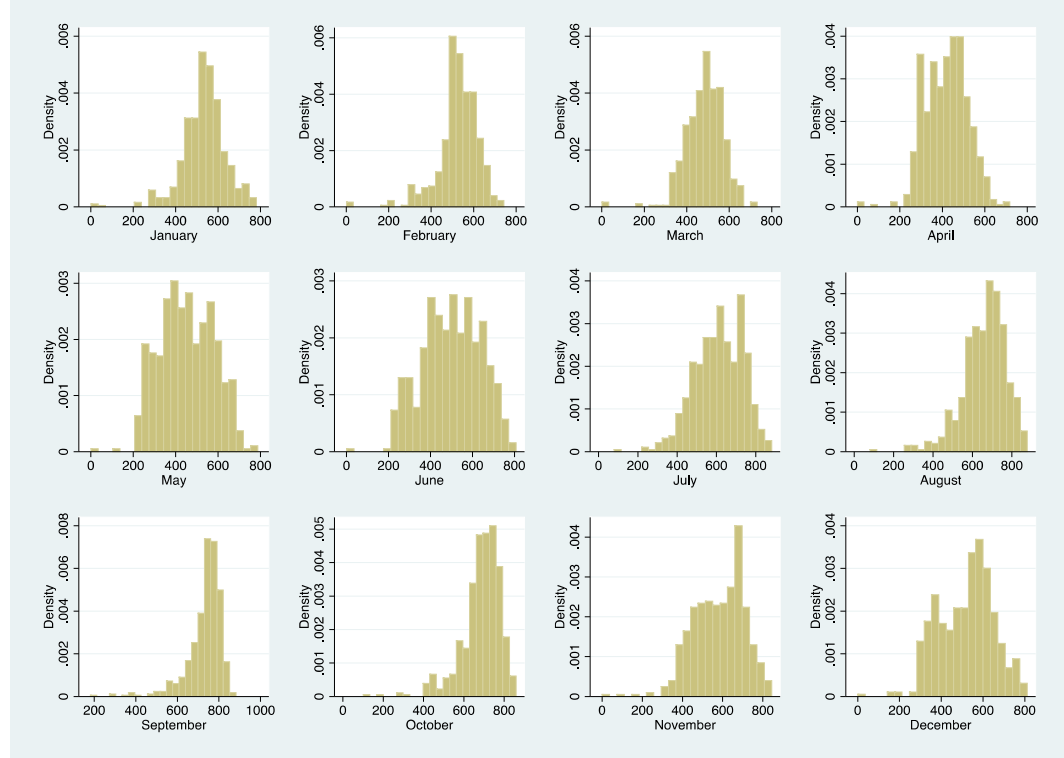 Density
0 .002 .004 .006
0 200 400 600 800
January
Density
0 .002 .004 .006
0 200 400 600 800
February
Density
0 .002 .004 .006
0 200 400 600 800
March
Density
0 .001 .002 .003 .004
0 200 400 600 800
April
Density
0 .001 .002 .003
0 200 400 600 800
May
Density
0 .001 .002 .003
0 200 400 600 800
June
Density
0 .001 .002 .003 .004
0 200 400 600 800
July
Density
0 .001 .002 .003 .004
0 200 400 600 800
August
Density
0 .002 .004 .006 .008
200 400 600 800 1000
September
Density
0 .001 .002 .003 .004 .005
0 200 400 600 800
October
Density
0 .001 .002 .003 .004
0 200 400 600 800
November
Density
0 .001 .002 .003 .004
0 200 400 600 800
December